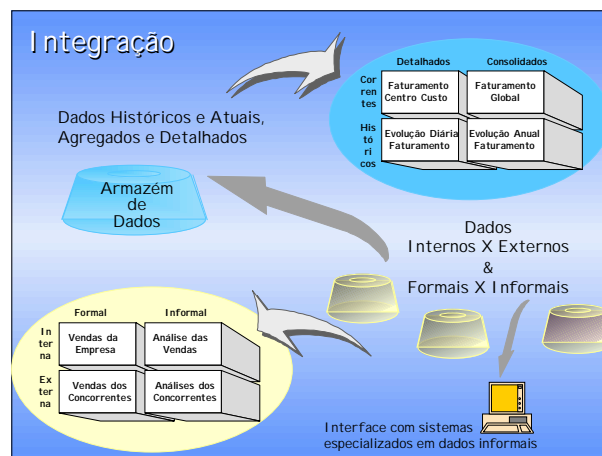 Integração
Detalhados Consolidados
Cor
ren
tes
Faturamento
Centro Custo
Faturamento
Global
His
tó
ri
cos
Evolução Diária
Faturamento
Evolução Anual
Faturamento
Dados Históricos e Atuais,
Agregados e Detalhados
Armazém
de
Dados
Dados
Internos X Externos
&
Formais X Informais
Formal Informal
In
ter
na
Vendas da
Empresa
Análise das
Vendas
Ex
ter
na
Vendas dos
Concorrentes
Análises dos
Concorrentes
Interface com sistemas
especializados em dados informais